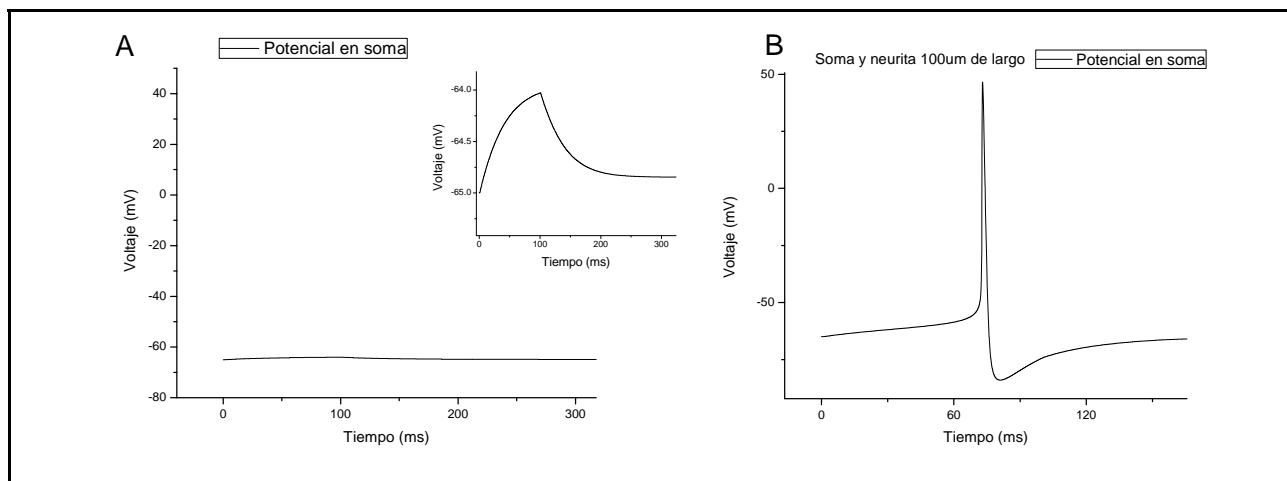 A
Potencial en soma
40
20
0
-20
-40
-60
-80
Voltaje (mV)
0
100
200
300
Tiempo (ms)
-64.0
-64.5
-65.0
Voltaje (mV)
0
100
200
300
Tiempo (ms)
B
Soma y neurita 100um de largo
Potencial en soma
50
0
-50
Voltaje (mV)
0
60
120
Tiempo (ms)